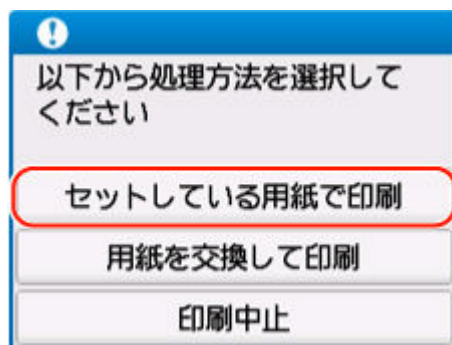 以下から処理方法を選択して
ください
セットしている用紙で印刷
用紙を交換して印刷
印刷中止